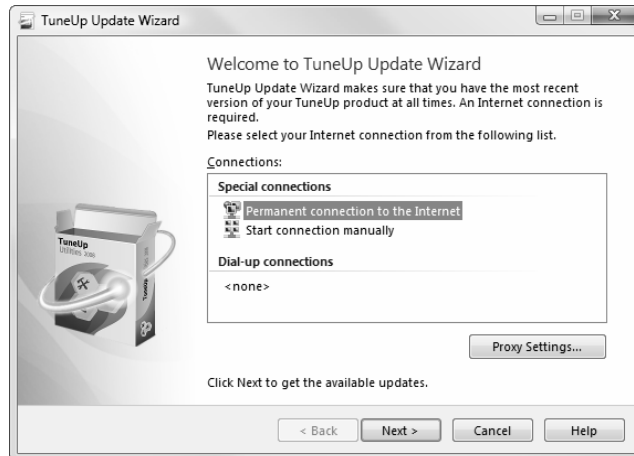 TuneUp Update Wizard
Welcome to TuneUp Update Wizard
TuneUp Update Wizard makes sure that you have the most recent
version of your TuneUp product at all times. An Internet connection is
required.
Please select your Internet connection from the following list.
Connections:
Special connections
Permanent connection to the Internet
Start connection manually
Dial-up connections
<none>
TuneUp
Utilities 2009
TuneUp
Proxy Settings...
Click Next to get the available updates.
< Back
Next >
Cancel
Help